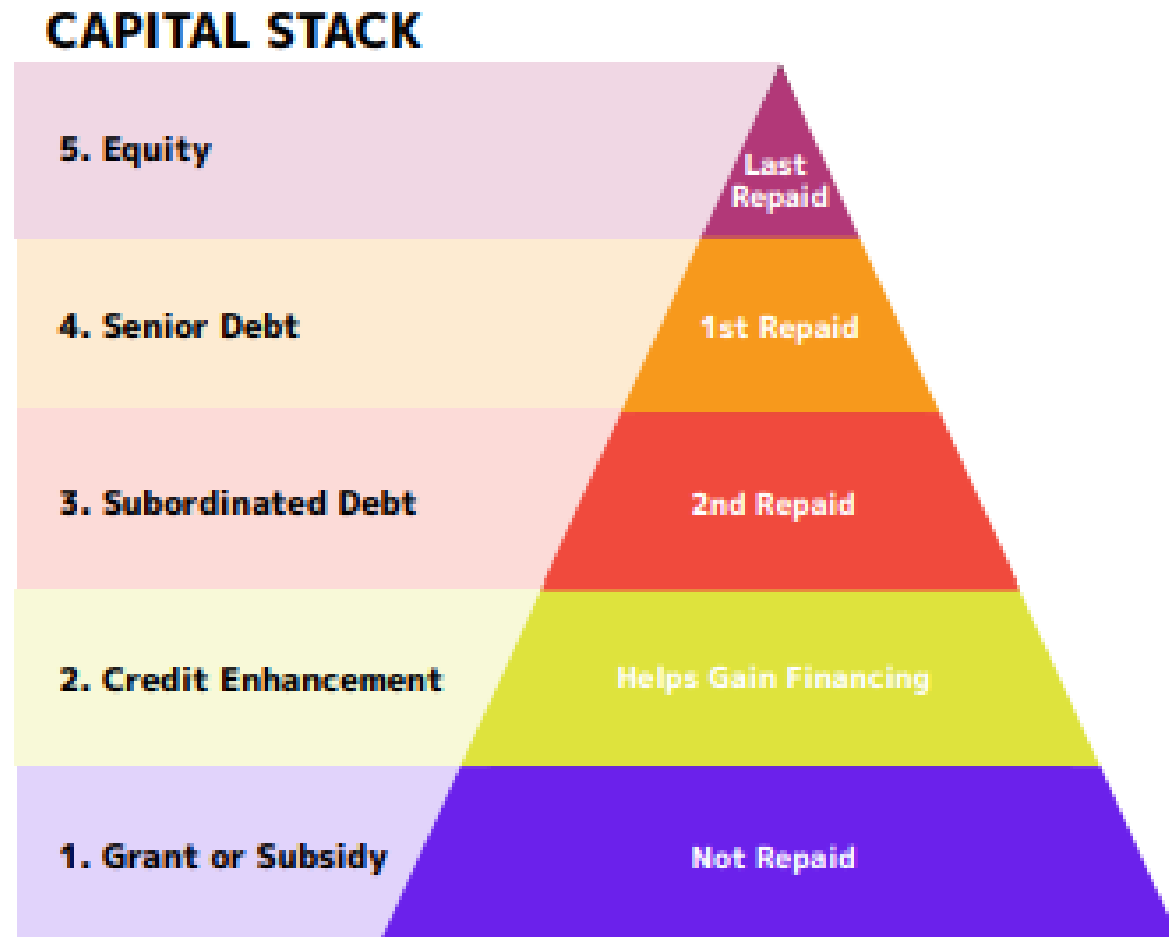 CAPITAL STACK
5. Equity
Last
Repaid
4. Senior Debt
1st Repaid
3. Subordinated Debt
2nd Repaid
2. Credit Enhancement
Helps Gain Financing
1. Grant or Subsidy
Not Repaid